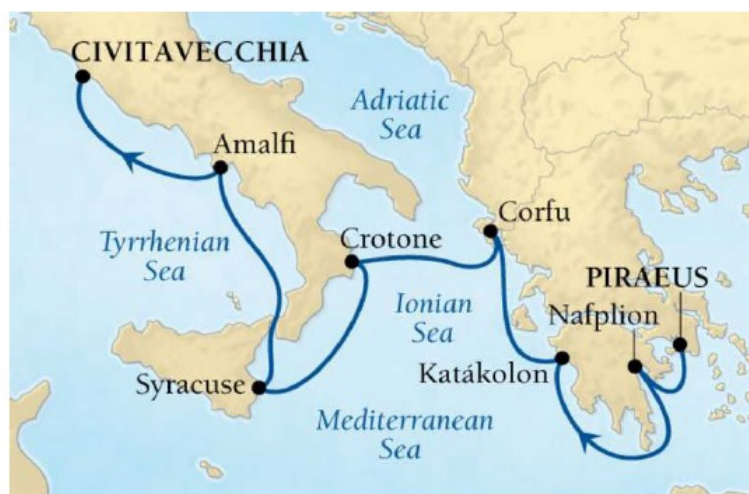 CIVITAVECCHIA
Adriatic
Sea
Amalfi
Tyrrhenian
Sea
Corfu
Crotone
PIRAEUS
Ionian
Sea
Nafplion
Katákolon
Syracuse
Mediterranean
Sea